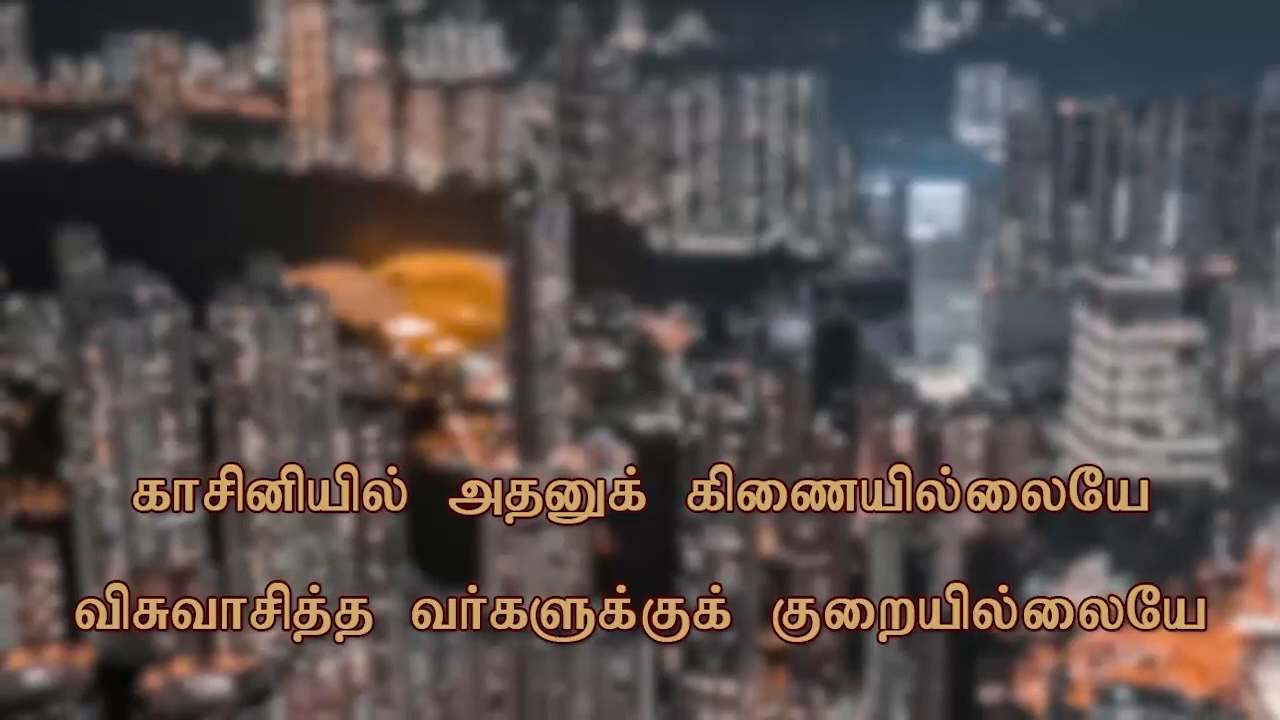 காசினியில் அதனுக் கிணையில்லையே
விசுவாசித்த வர்களுக்குக் குறையில்லையே